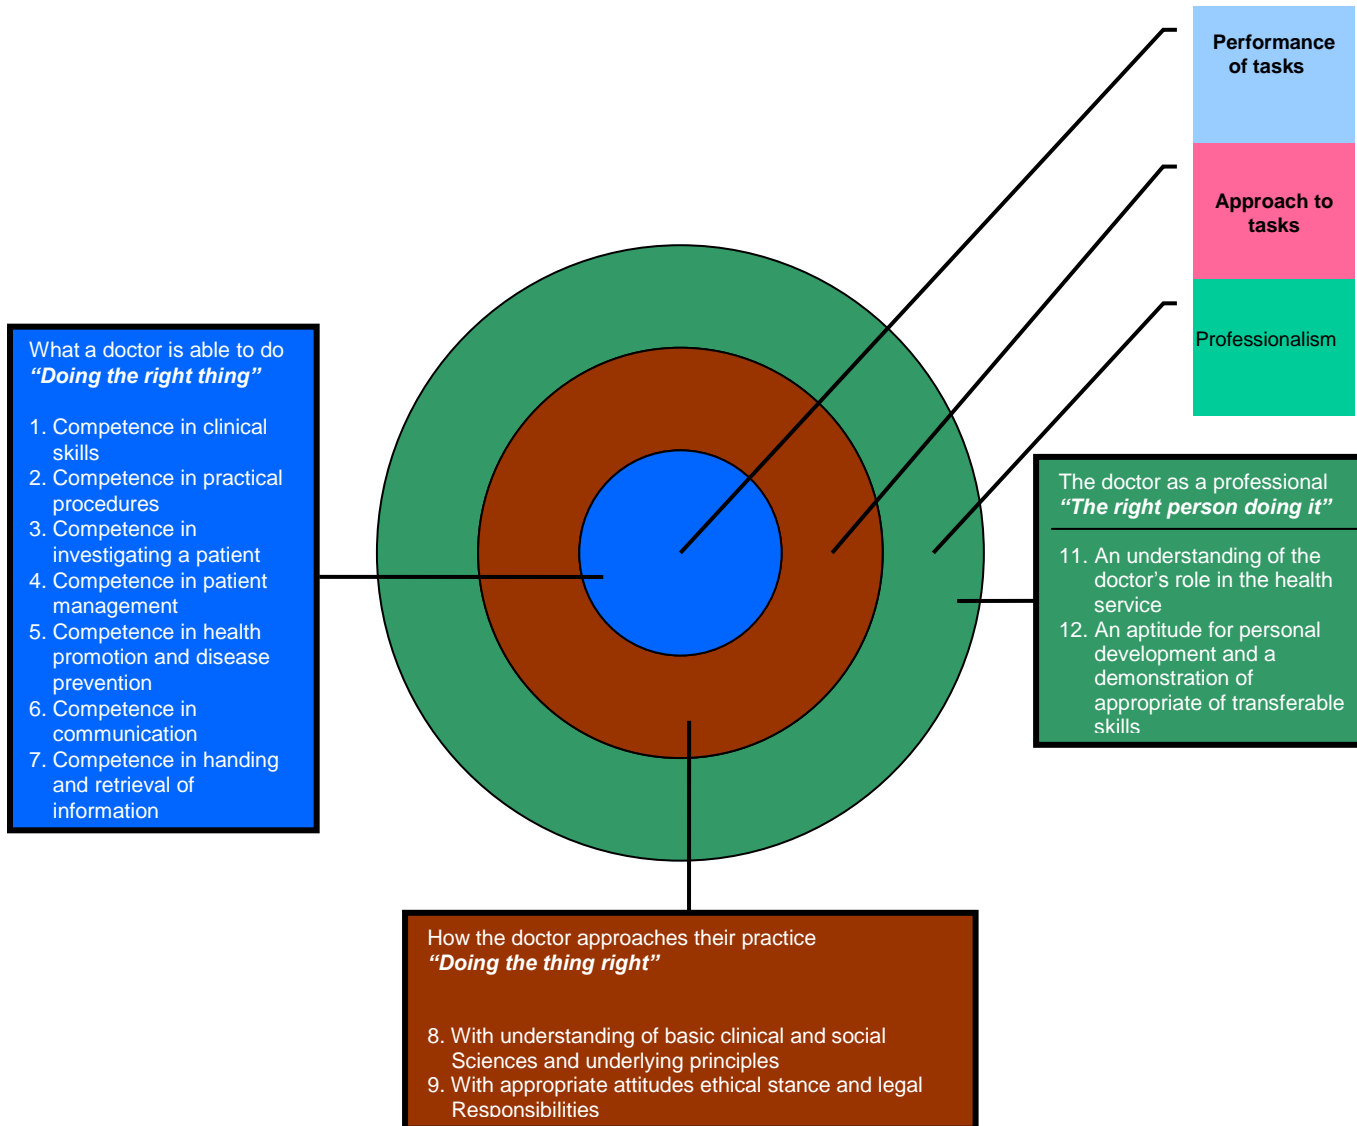 Performance
of tasks
Approach to
tasks
Professionalism
What a doctor is able to do
“Doing the right thing”
1. Competence in clinical
skills
2. Competence in practical
procedures
3. Competence in
investigating a patient
4. Competence in patient
management
5. Competence in health
promotion and disease
prevention
6. Competence in
communication
7. Competence in handing
and retrieval of
information
The doctor as a professional
“The right person doing it”
11. An understanding of the
doctor’s role in the health
service
12. An aptitude for personal
development and a
demonstration of
appropriate of transferable
skills
How the doctor approaches their practice
“Doing the thing right”
8. With understanding of basic clinical and social
Sciences and underlying principles
9. With appropriate attitudes ethical stance and legal
Responsibilities